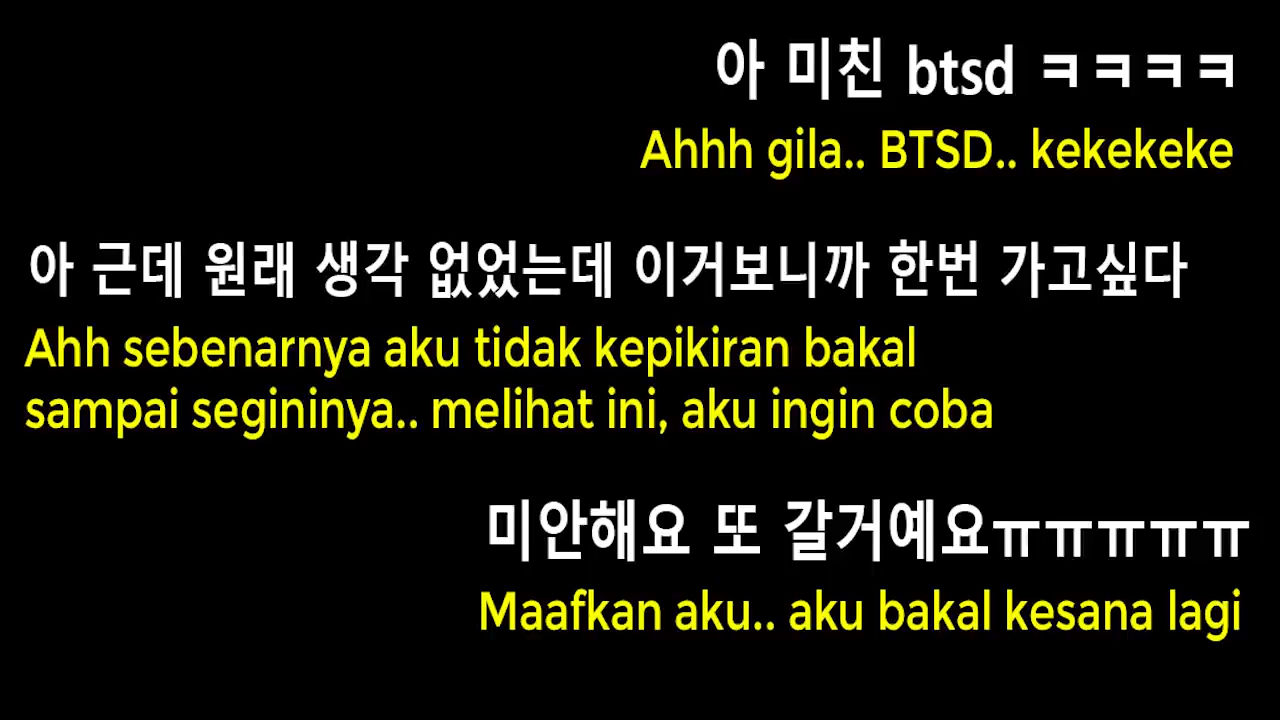 아 미친 btsd ㅋㅋㅋㅋ
Ahhh gila.. BTSD.. kekekeke
아 근데 원래 생각 없었는데 이거보니까 한번 가고싶다
Ahh sebenarnya aku tidak kepikiran bakal
sampai segininya.. melihat ini, aku ingin coba
미안해요 또 갈거예요ㅠㅠㅠㅠㅠ
Maafkan aku.. aku bakal kesana lagi